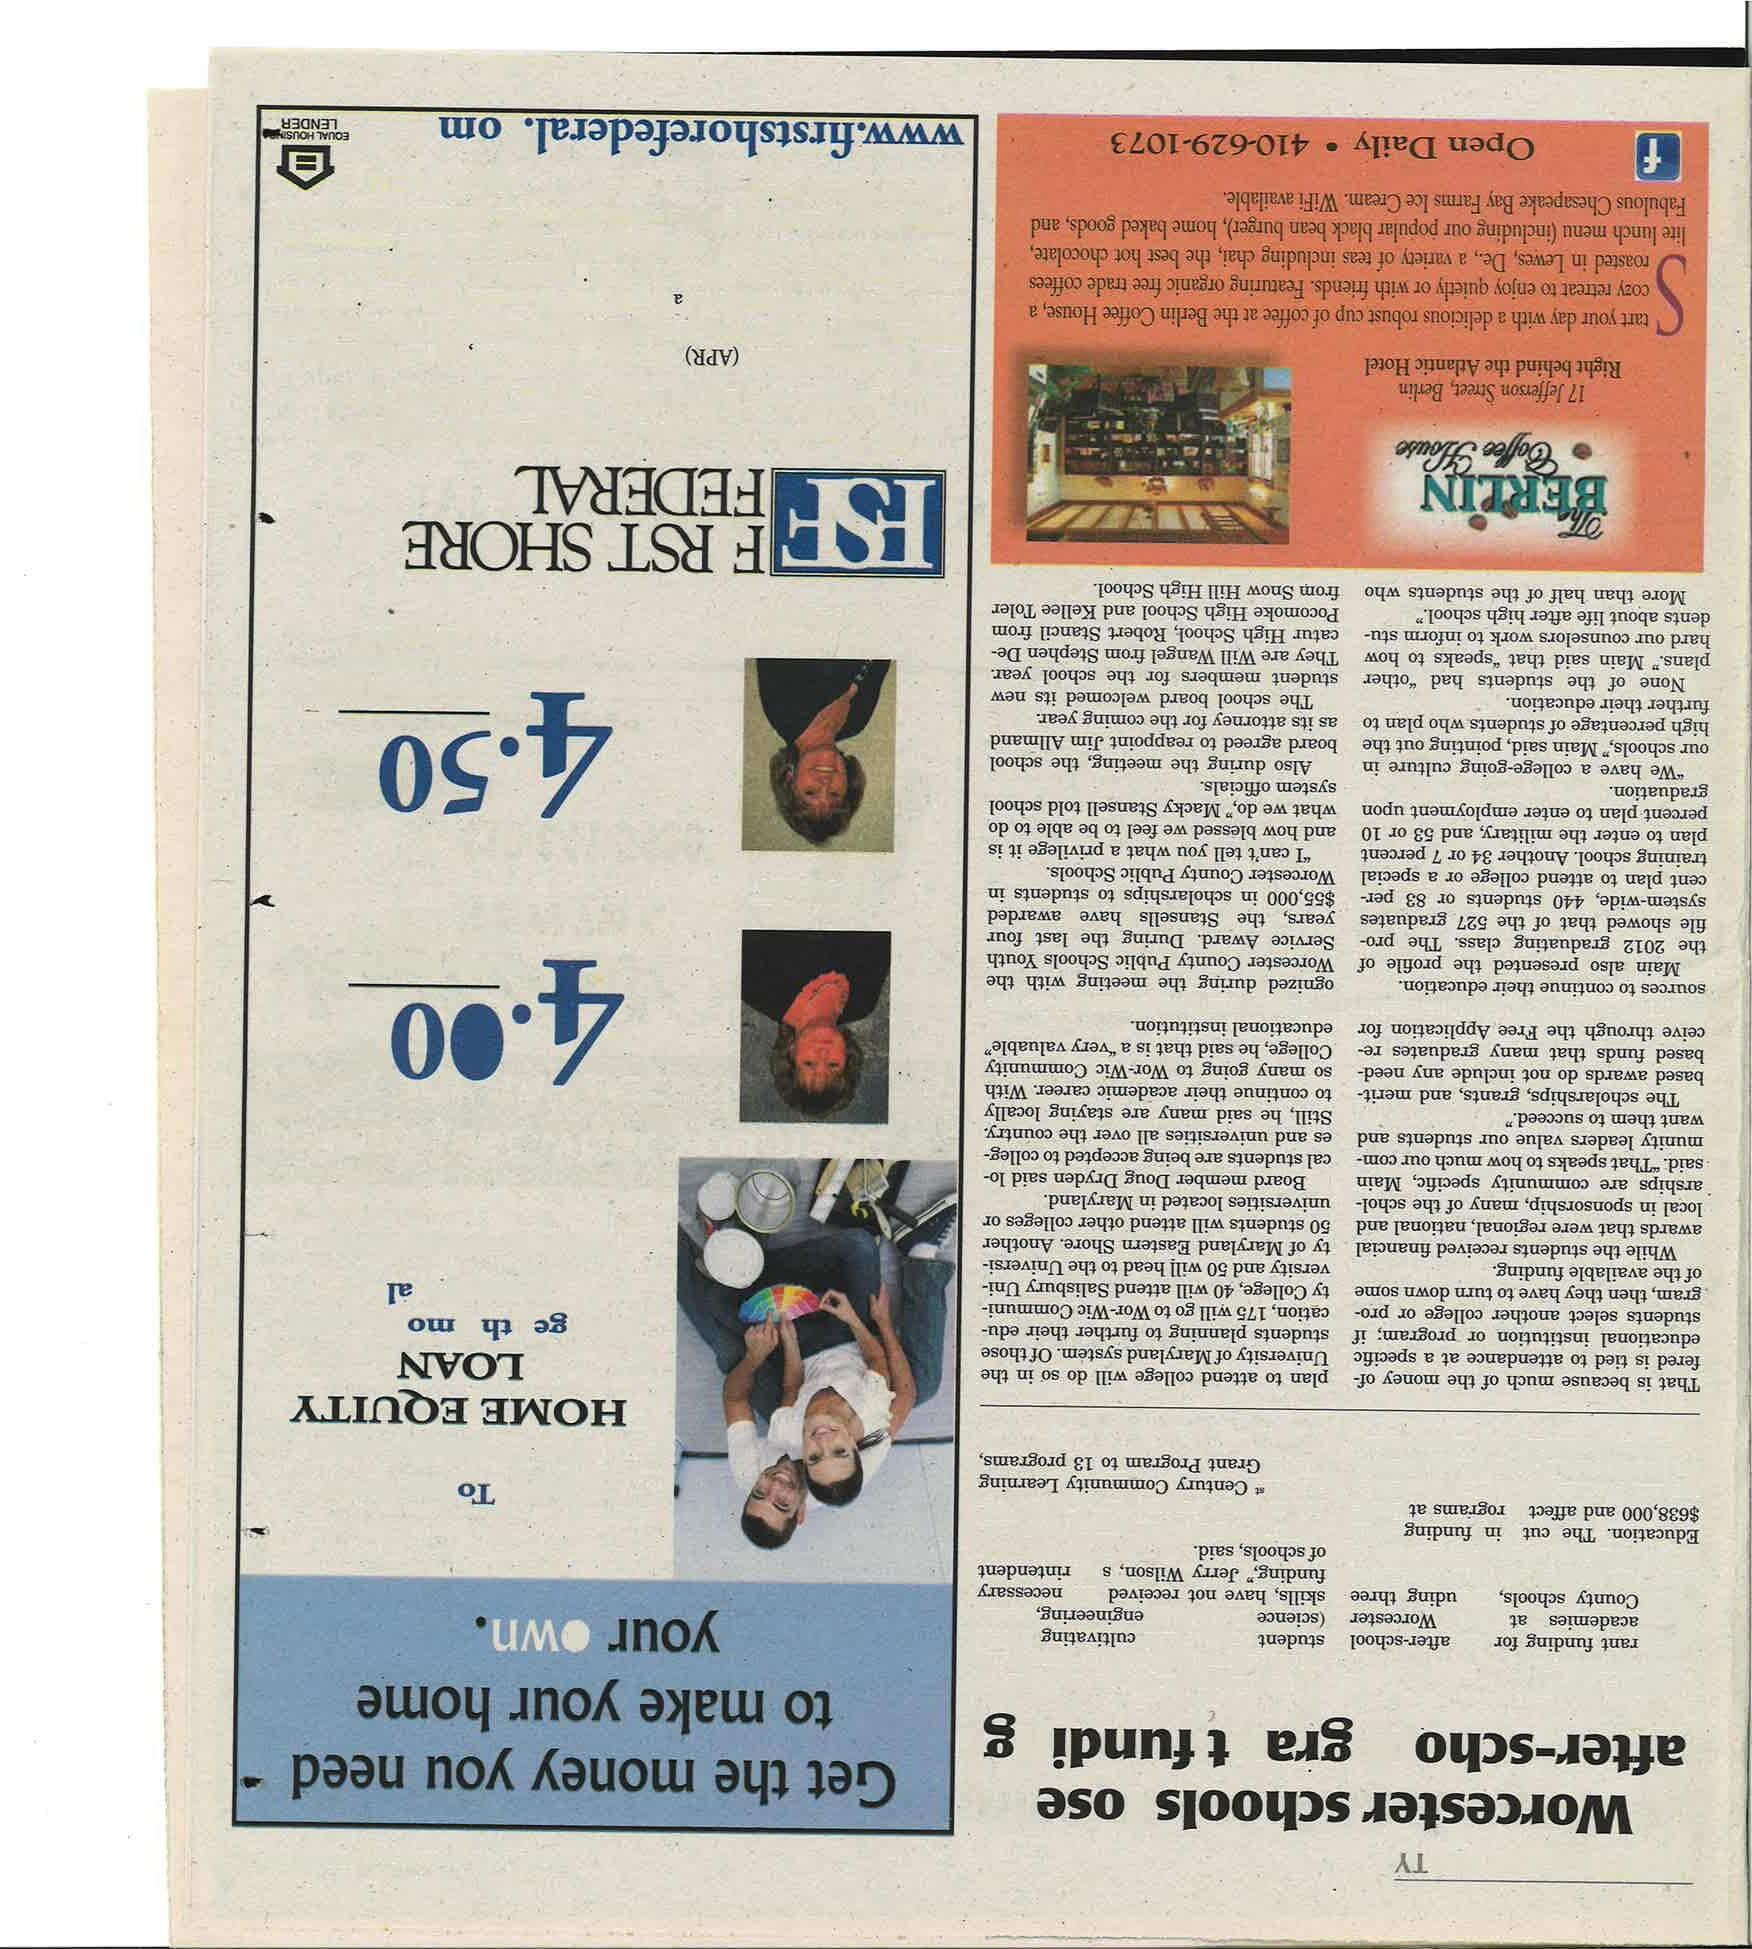 TY
Worcester schools ose
after-scho gra t fundi g
rant funding for after-school
academies at Worcester
County schools, uding three
Education. The cut in funding
$638,000 and affect rograms at
student cultivating
(science engineering,
skills, have not received necessary
funding,” Jerry Wilson, s rintendent
of schools, said.
st Century Community Learning
Grant Program to 13 programs,
That is because much of the money of-
fered is tied to attendance at a specific
educational institution or program; if
students select another college or pro-
gram, then they have to turn down some
of the available funding.
While the students received financial
awards that were regional, national and
local in sponsorship, many of the schol-
arships are community specific, Main
said. “That speaks to how much our com-
munity leaders value our students and
want them to succeed.”
The scholarships, grants, and merit-
based awards do not include any need-
based funds that many graduates re-
ceive through the Free Application for
sources to continue their education.
Main also presented the profile of
the 2012 graduating class. The pro-
file showed that of the 527 graduates
system-wide, 440 students or 83 per-
cent plan to attend college or a special
training school. Another 34 or 7 percent
plan to enter the military, and 53 or 10
percent plan to enter employment upon
graduation.
“We have a college-going culture in
our schools,” Main said, pointing out the
high percentage of students who plan to
further their education.
None of the students had “other
plans.” Main said that “speaks to how
hard our counselors work to inform stu-
dents about life after high school.”
More than half of the students who
plan to attend college will do so in the
University of Maryland system. Of those
students planning to further their edu-
cation, 175 will go to Wor-Wic Communi-
ty College, 40 will attend Salisbury Uni-
versity and 50 will head to the Universi-
ty of Maryland Eastern Shore. Another
50 students will attend other colleges or
universities located in Maryland.
Board member Doug Dryden said lo-
cal students are being accepted to colleg-
es and universities all over the country.
Still, he said many are staying locally
to continue their academic career. With
so many going to Wor-Wic Community
College, he said that is a “very valuable”
educational institution.
ognized during the meeting with the
Worcester County Public Schools Youth
Service Award. During the last four
years, the Stansells have awarded
$55,000 in scholarships to students in
Worcester County Public Schools.
“I can't tell you what a privilege it is
and how blessed we feel to be able to do
what we do,” Macky Stansell told school
system officials.
Also during the meeting, the school
board agreed to reappoint Jim Allmand
as its attorney for the coming year.
The school board welcomed its new
student members for the school year.
They are Will Wangel from Stephen De-
catur High School, Robert Stancil from
Pocomoke High School and Kellee Toler
from Snow Hill High School.
The
BERLIN
Coffee House
17 Jefferson Street, Berlin
Right behind the Atlantic Hotel
Start your day with a delicious robust cup of coffee at the Berlin Coffee House, a
cozy retreat to enjoy quietly or with friends. Featuring organic free trade coffees
roasted in Lewes, De., a variety of teas including chai, the best hot chocolate,
lite lunch menu (including our popular black bean burger), home baked goods, and
Fabulous Chesapeake Bay Farms Ice Cream. WiFi available.
f
Open Daily • 410-629-1073
Get the money you need
to make your home
your own.
To
HOME EQUITY
LOAN
ge th mo
al
4.00
4.50
FSF
F RST SHORE
FEDERAL
(APR)
a
www.firstshorefederal. om
EQUAL HOUSING
LENDER